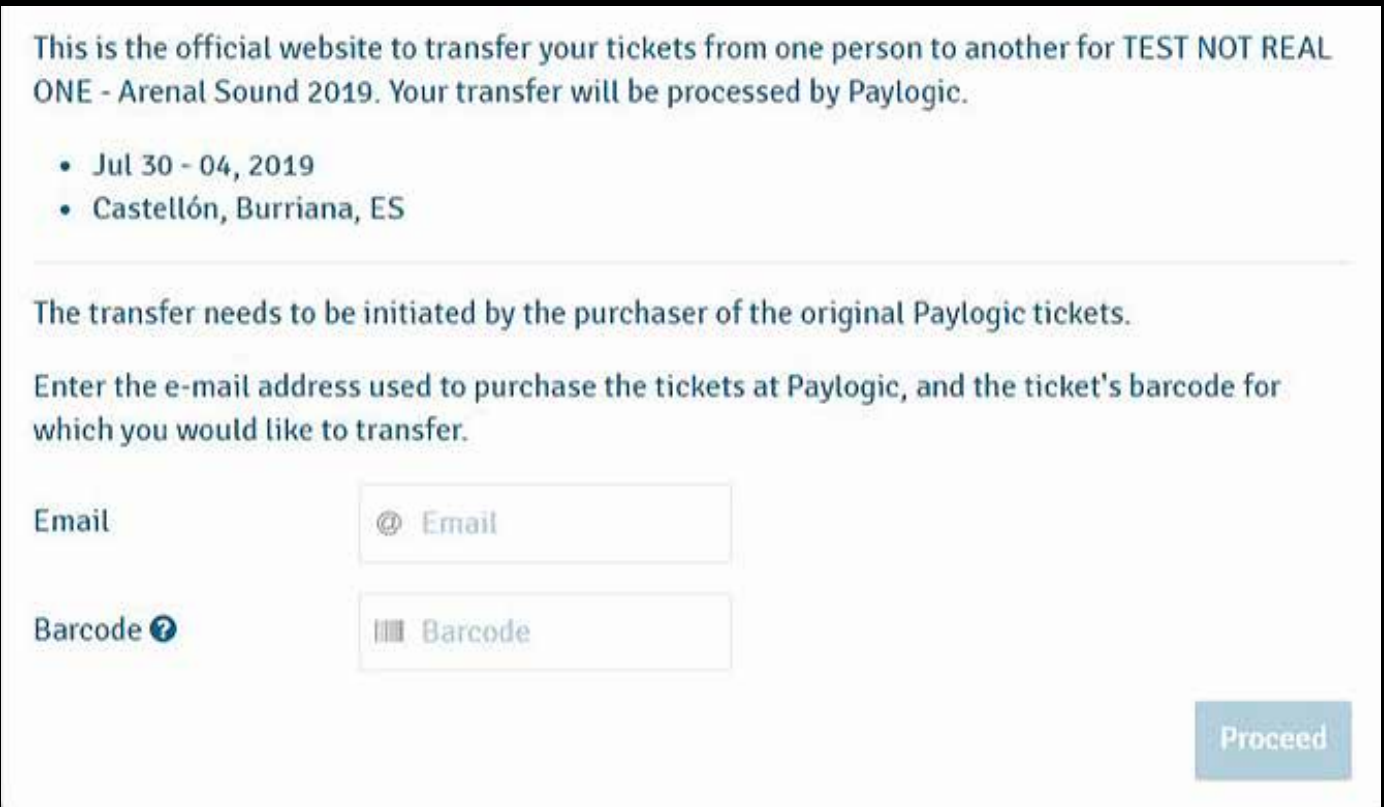 This is the official website to transfer your tickets from one person to another for TEST NOT REAL
ONE - Arenal Sound 2019. Your transfer will be processed by Paylogic.
• Jul 30 - 04, 2019
• Castellón, Burriana, ES
The transfer needs to be initiated by the purchaser of the original Paylogic tickets.
Enter the e-mail address used to purchase the tickets at Paylogic, and the ticket's barcode for
which you would like to transfer.
Email @ Email
Barcode ? Barcode
Proceed